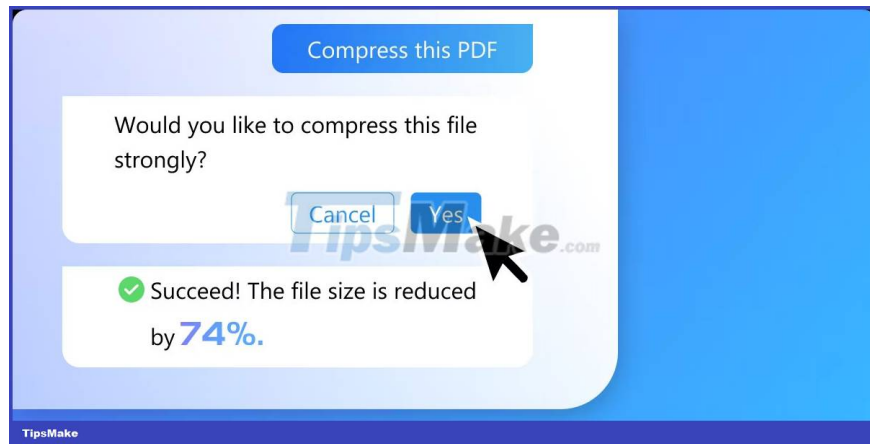 Compress this PDF
Would you like to compress this file
strongly?
Cancel
Yes
TipsMake.com
Succeed! The file size is reduced
by 74%.
TipsMake